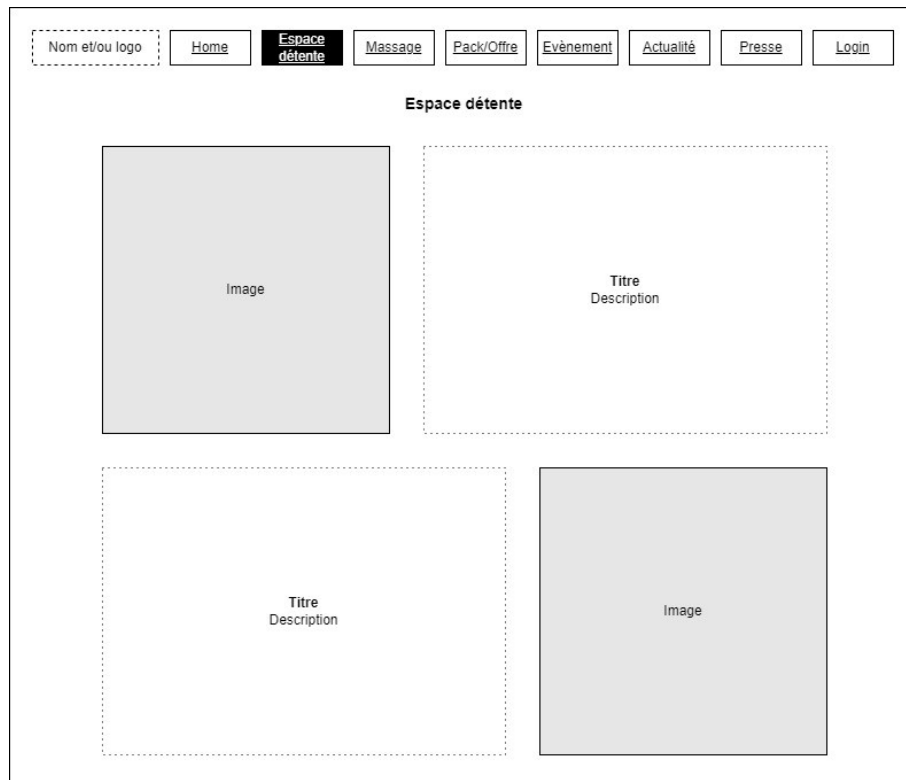 Nom et/ou logo
Home
Espace
détente
Massage
Pack/Offre
Evènement
Actualité
Presse
Login
Espace détente
Image
Titre
Description
Titre
Description
Image